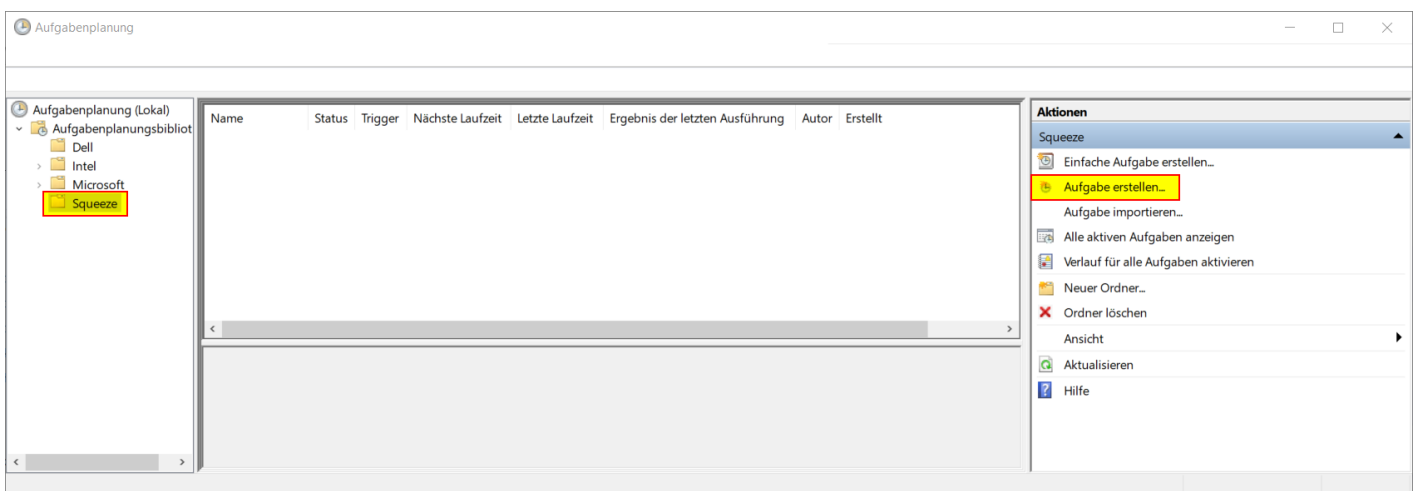 Aufgabenplanung
Aufgabenplanung (Lokal)
Aufgabenplanungsbibliot
Dell
Intel
Microsoft
Squeeze
Name Status Trigger Nächste Laufzeit Letzte Laufzeit Ergebnis der letzten Ausführung Autor Erstellt
Aktionen
Squeeze
Einfache Aufgabe erstellen...
Aufgabe erstellen...
Aufgabe importieren...
Alle aktiven Aufgaben anzeigen
Verlauf für alle Aufgaben aktivieren
Neuer Ordner...
Ordner löschen
Ansicht
Aktualisieren
Hilfe